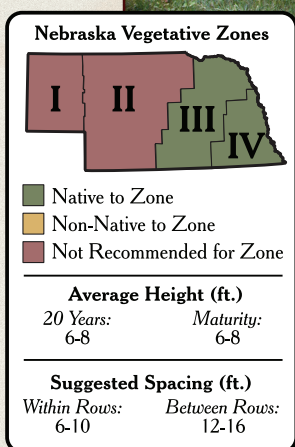 Nebraska Vegetative Zones
I II III IV
Native to Zone
Non-Native to Zone
Not Recommended for Zone
Average Height (ft.)
20 Years: Maturity:
6-8 6-8
Suggested Spacing (ft.)
Within Rows: Between Rows:
6-10 12-16